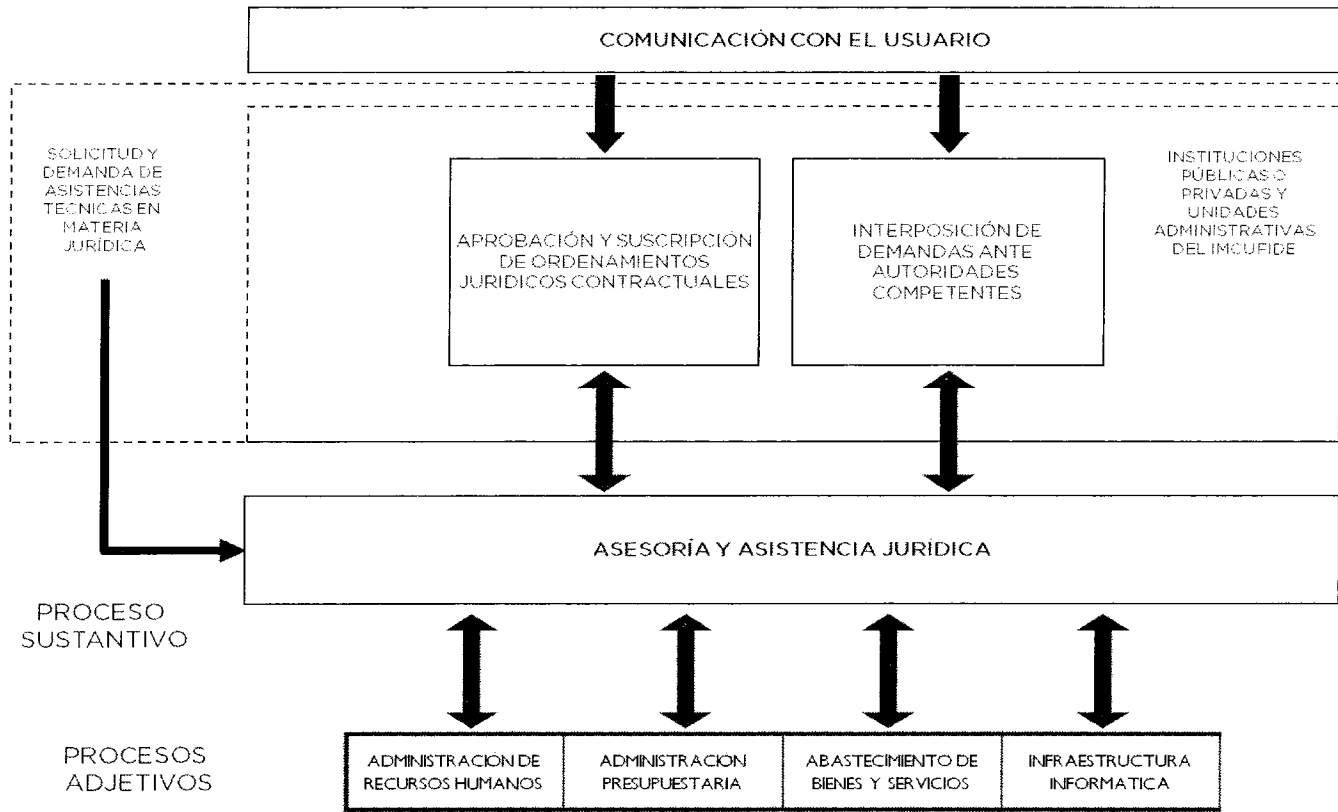 COMUNICACIÓN CON EL USUARIO
SOLICITUD Y
DEMANDA DE
ASISTENCIAS
TECNICAS EN
MATERIA
JURÍDICA
APROBACIÓN Y SUSCRIPCIÓN
DE ORDENAMIENTOS
JURIDICOS CONTRACTUALES
INTERPOSICIÓN DE
DEMANDAS ANTE
AUTORIDADES
COMPETENTES
INSTITUCIONES
PÚBLICAS O
PRIVADAS Y
UNIDADES
ADMINISTRATIVAS
DEL IMCUFIDE
ASESORÍA Y ASISTENCIA JURÍDICA
PROCESO
SUSTANTIVO
PROCESOS
ADJETIVOS
ADMINISTRACIÓN DE
RECURSOS HUMANOS
ADMINISTRACION
PRESUPUESTARIA
ABASTECIMIENTO DE
BIENES Y SERVICIOS
INFRAESTRUCTURA
INFORMATICA